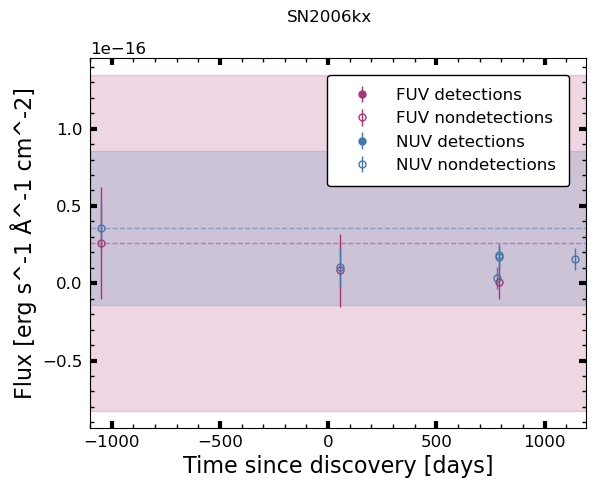 SN2006kx
1e−16
FUV detections
FUV nondetections
NUV detections
NUV nondetections
1.0
0.5
0.0
−0.5
Flux [erg s^-1 Å^-1 cm^-2]
−1000 −500 0 500 1000
Time since discovery [days]